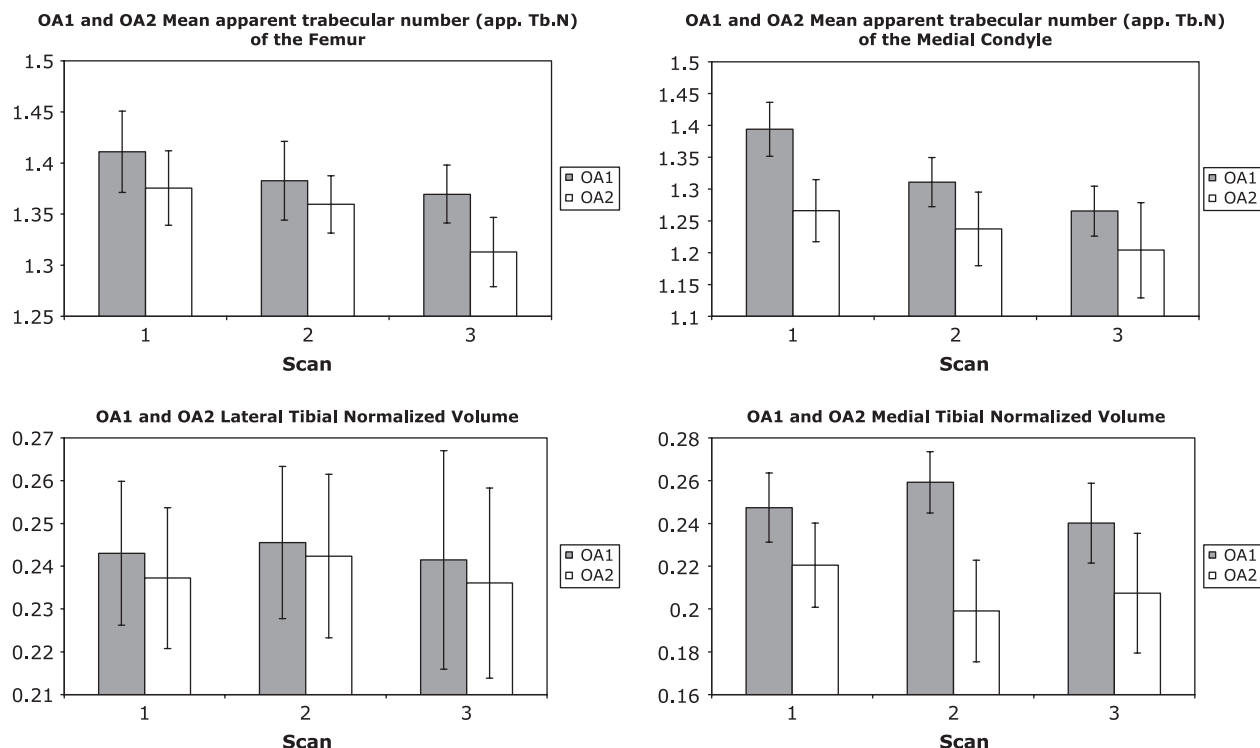 OA1 and OA2 Mean apparent trabecular number (app. Tb.N)
of the Femur
1.5
1.45
1.4
1.35
1.3
1.25
1
2
3
Scan
OA1
OA2
OA1 and OA2 Mean apparent trabecular number (app. Tb.N)
of the Medial Condyle
1.5
1.45
1.4
1.35
1.3
1.25
1.2
1.15
1.1
1
2
3
Scan
OA1
OA2
OA1 and OA2 Lateral Tibial Normalized Volume
0.27
0.26
0.25
0.24
0.23
0.22
0.21
1
2
3
Scan
OA1
OA2
OA1 and OA2 Medial Tibial Normalized Volume
0.28
0.26
0.24
0.22
0.2
0.18
0.16
1
2
3
Scan
OA1
OA2